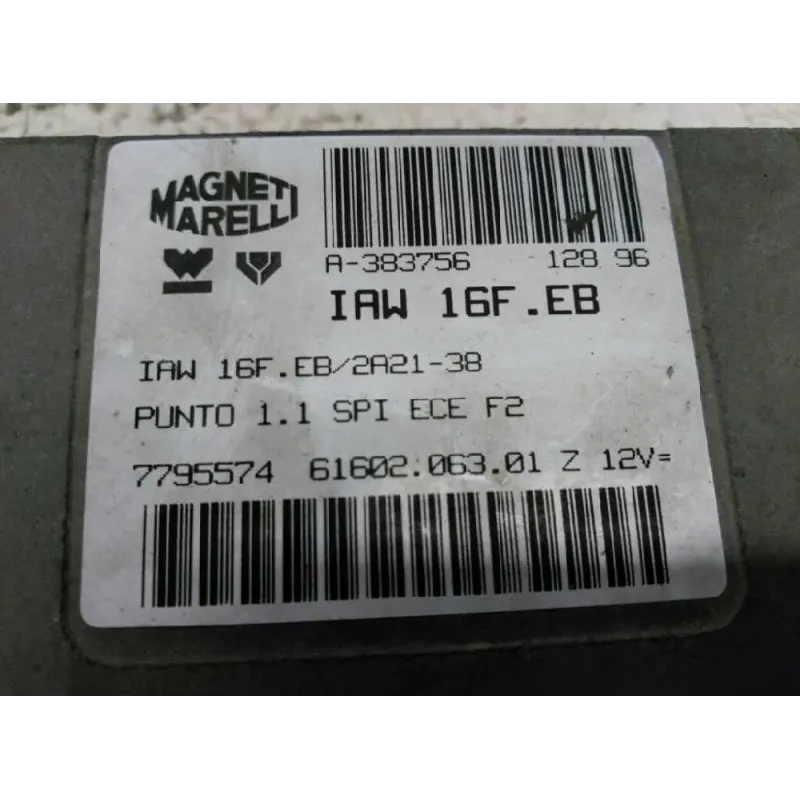 MAGNETI
MARELLI
A-383756 128 96
IAW 16F.EB
IAW 16F.EB/2A21-38
PUNTO 1.1 SPI ECE F2
7795574 61602.063.01 Z 12V=